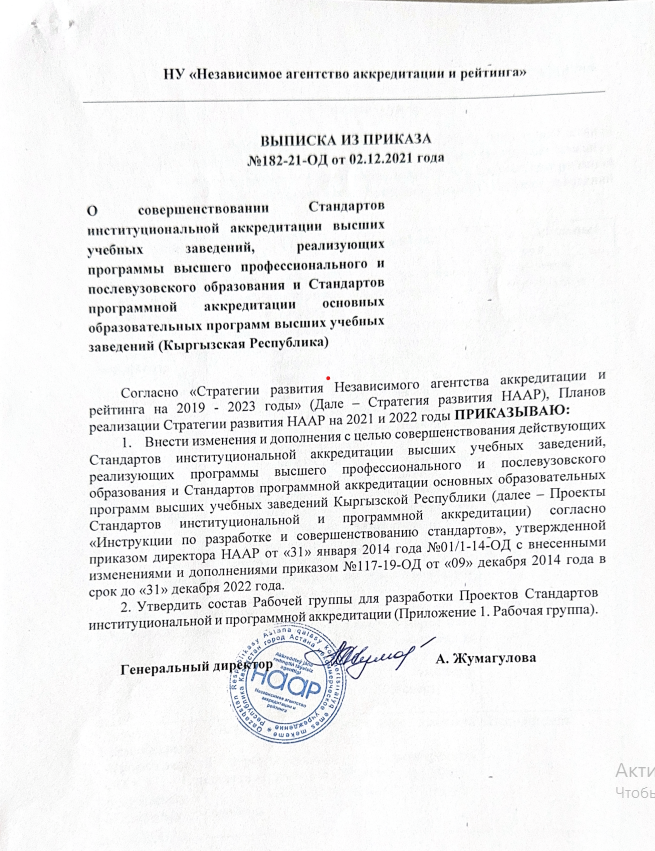 НУ «Независимое агентство аккредитации и рейтинга»
ВЫПИСКА ИЗ ПРИКАЗА
№182-21-ОД от 02.12.2021 года
О совершенствовании Стандартов
институциональной аккредитации высших
учебных заведений, реализующих
программы высшего профессионального и
послевузовского образования и Стандартов
программной аккредитации основных
образовательных программ высших учебных
заведений (Кыргызская Республика)
Согласно «Стратегии развития Независимого агентства аккредитации и
рейтинга на 2019 - 2023 годы» (Дале – Стратегия развития НААР), Планов
реализации Стратегии развития НААР на 2021 и 2022 годы ПРИКАЗЫВАЮ:
1. Внести изменения и дополнения с целью совершенствования действующих
Стандартов институциональной аккредитации высших учебных заведений,
реализующих программы высшего профессионального и послевузовского
образования и Стандартов программной аккредитации основных образовательных
программ высших учебных заведений Кыргызской Республики (далее – Проекты
Стандартов институциональной и программной аккредитации) согласно
«Инструкции по разработке и совершенствованию стандартов», утвержденной
приказом директора НААР от «31» января 2014 года №01/1-14-ОД с внесенными
изменениями и дополнениями приказом №117-19-ОД от «09» декабря 2014 года в
срок до «31» декабря 2022 года.
2. Утвердить состав Рабочей группы для разработки Проектов Стандартов
институциональной и программной аккредитации (Приложение 1. Рабочая группа).
Генеральный директор А. Жумагулова
НААР
Независимое агентство
аккредитации и
рейтинга
Акти
Чтобь